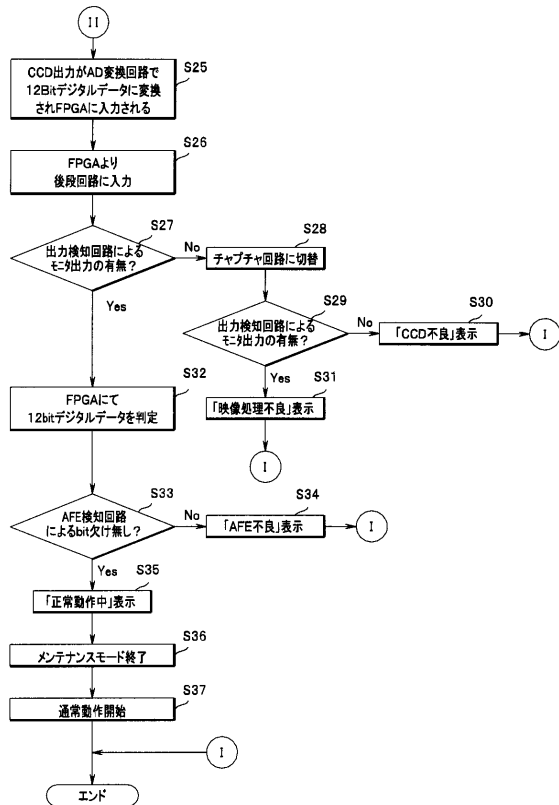 II
CCD出力がAD変換回路で
12Bitデジタルデータに変換
されFPGAに入力される
S25
FPGAより
後段回路に入力
S26
出力検知回路による
モニタ出力の有無?
S27
No
Yes
チャプチャ回路に切替
S28
出力検知回路による
モニタ出力の有無?
S29
No
Yes
「CCD不良」表示
S30
I
「映像処理不良」表示
S31
I
FPGAにて
12bitデジタルデータを判定
S32
AFE検知回路
によるbit欠け無し?
S33
No
Yes
「AFE不良」表示
S34
I
「正常動作中」表示
S35
メンテナンスモード終了
S36
通常動作開始
S37
I
エンド